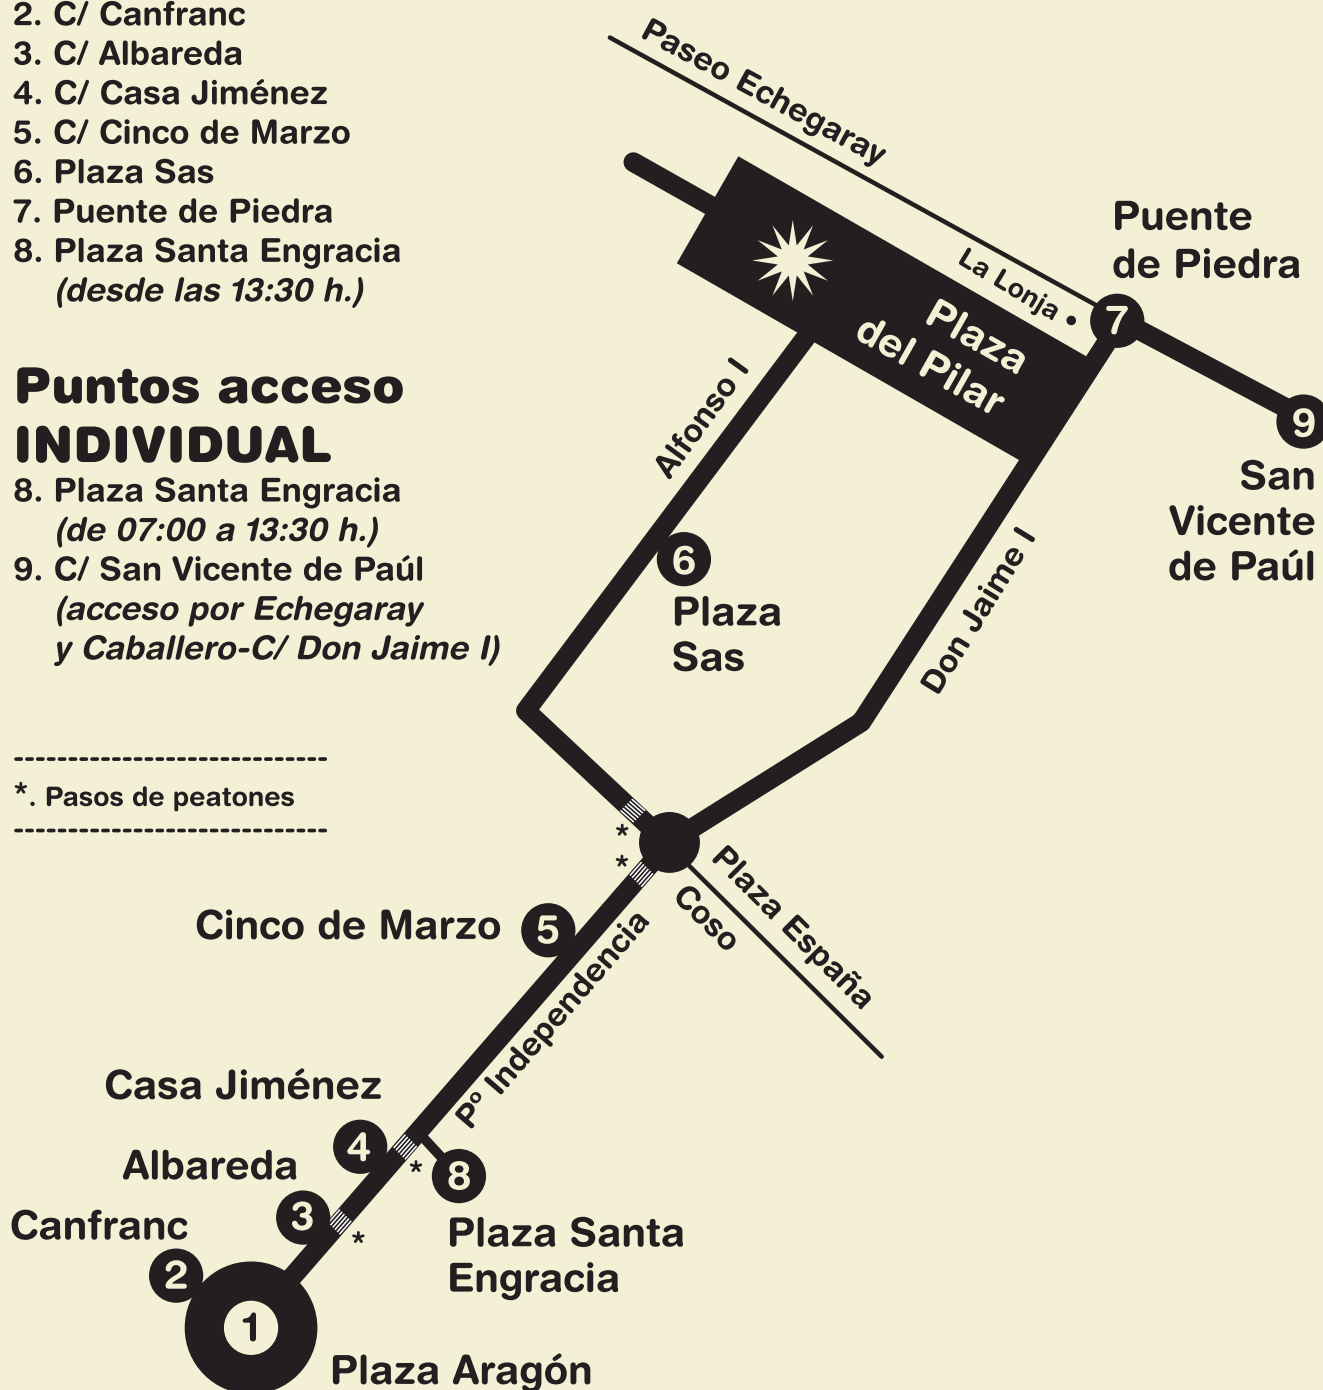 2. C/ Canfranc
3. C/ Albareda
4. C/ Casa Jiménez
5. C/ Cinco de Marzo
6. Plaza Sas
7. Puente de Piedra
8. Plaza Santa Engracia
(desde las 13:30 h.)
Puntos acceso
INDIVIDUAL
8. Plaza Santa Engracia
(de 07:00 a 13:30 h.)
9. C/ San Vicente de Paúl
(acceso por Echegaray
y Caballero-C/ Don Jaime I)
*. Pasos de peatones
Paseo Echegaray
La Lonja •
Puente
de Piedra
7
Plaza
del Pilar
9
San
Vicente
de Paúl
Alfonso I
6
Plaza
Sas
Don Jaime I
*
*
Plaza España
Coso
Cinco de Marzo
5
Pº Independencia
Casa Jiménez
4
*
8
Plaza Santa
Engracia
Albareda
3
*
Canfranc
2
1
Plaza Aragón